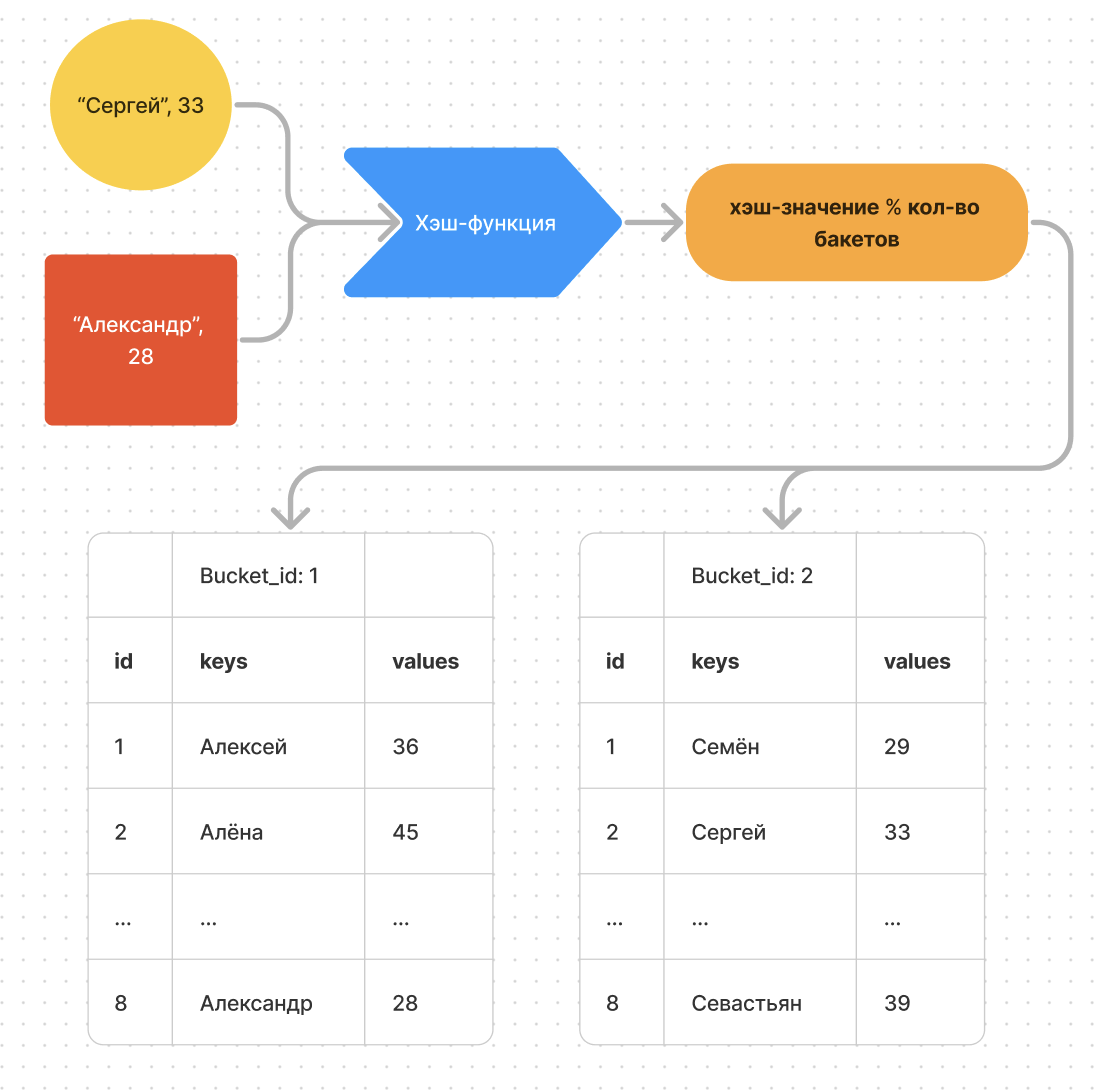 “Сергей”, 33
“Александр”,
28
Хэш-функция
хэш-значение % кол-во
бакетов
Bucket_id: 1
id keys values
1 Алексей 36
2 Алёна 45
... ... ...
8 Александр 28
Bucket_id: 2
id keys values
1 Семён 29
2 Сергей 33
... ... ...
8 Севастьян 39